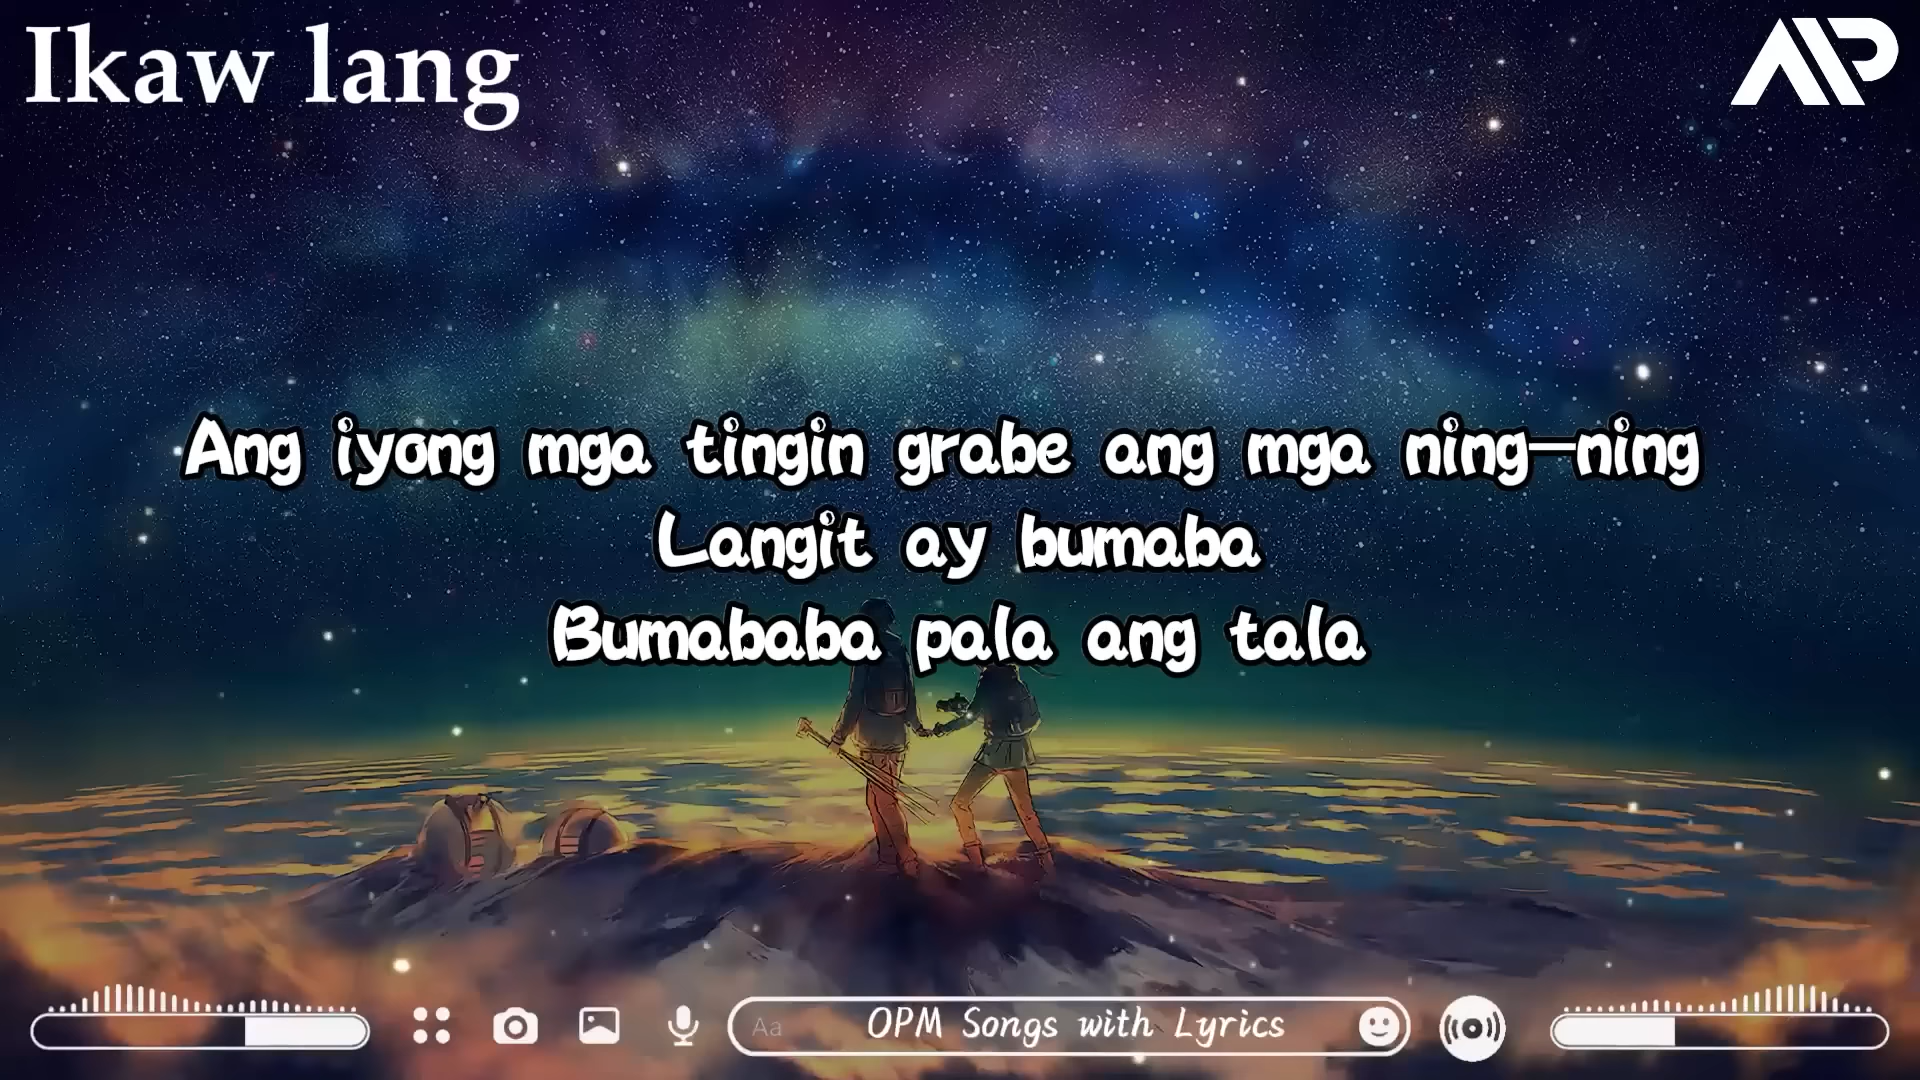 Ikaw lang
AP
Ang iyong mga tingin grabe ang mga ning-ning
Langit ay bumaba
Bumababa pala ang tala
Aa OPM Songs with Lyrics